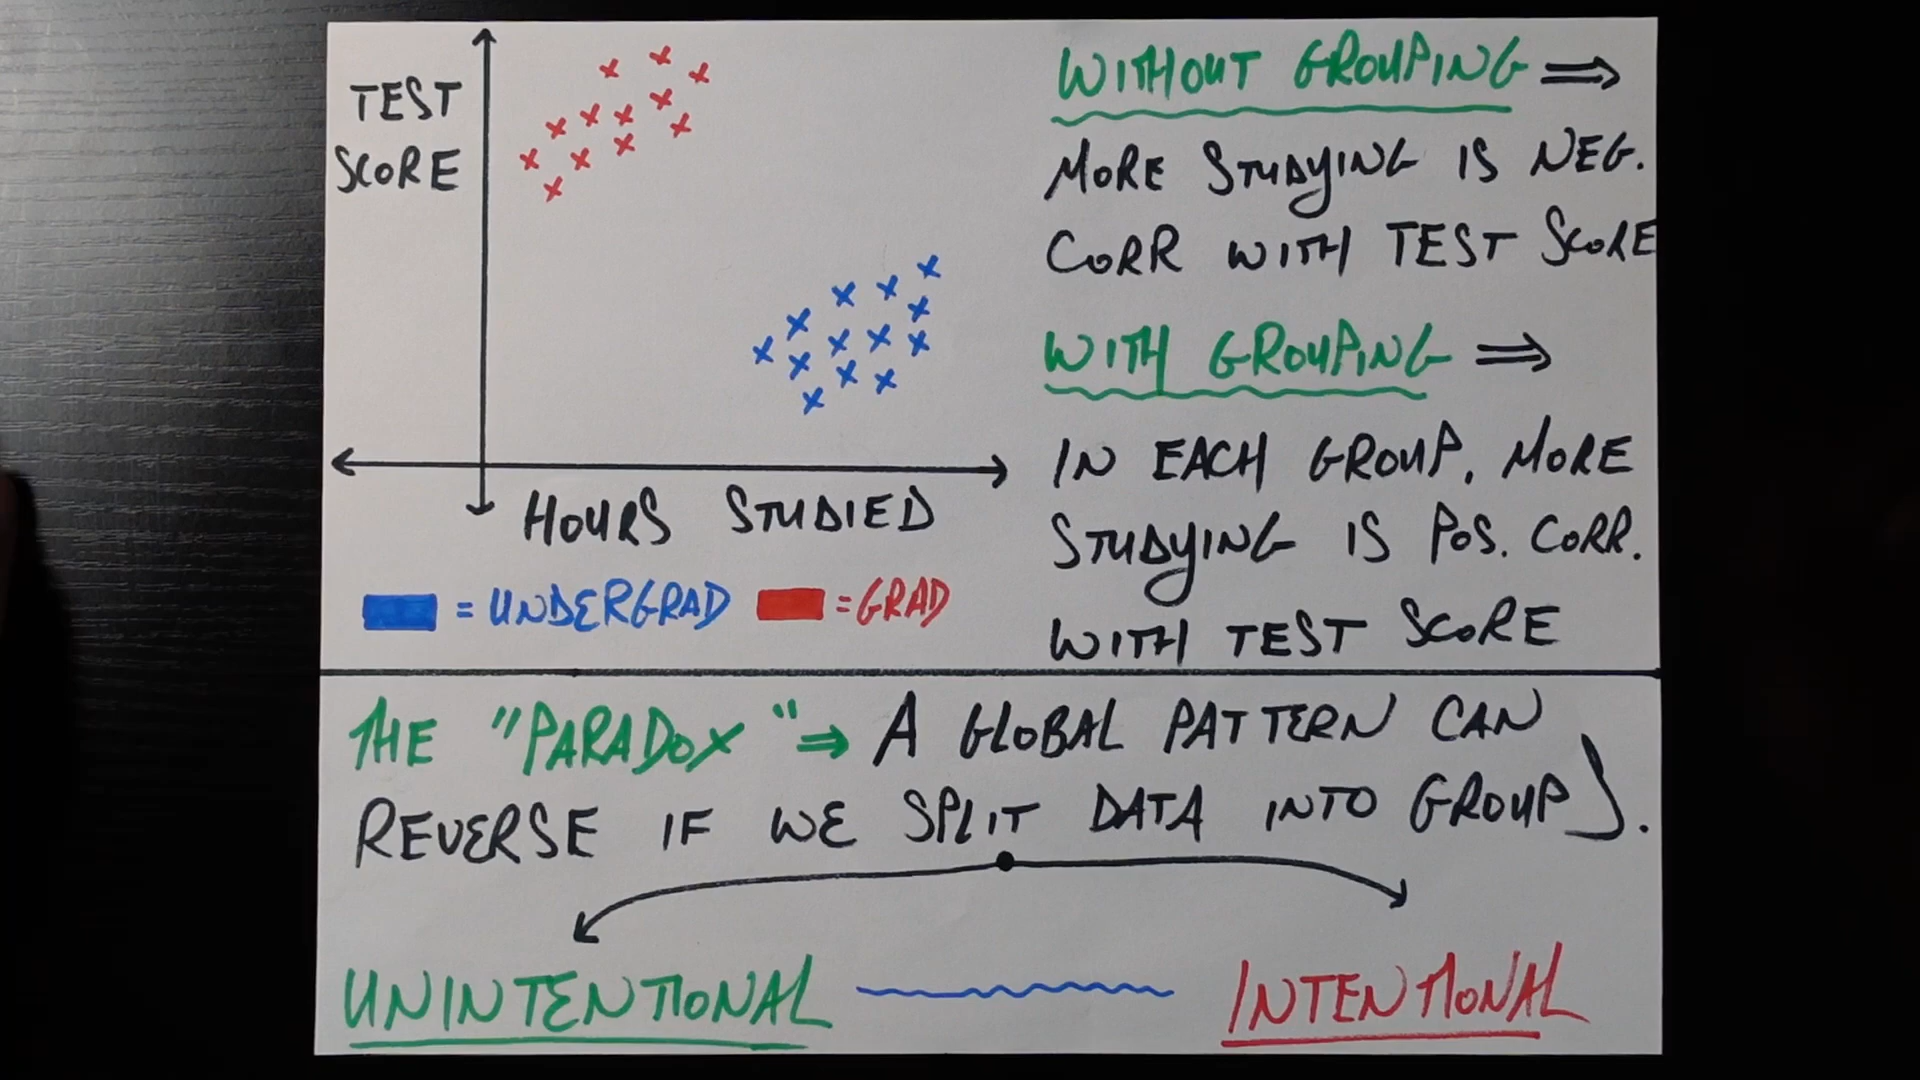 TEST
SCORE
HOURS STUDIED
= UNDERGRAD = GRAD
WITHOUT GROUPING ⇒
MORE STUDYING IS NEG.
CORR WITH TEST SCORE
WITH GROUPING ⇒
IN EACH GROUP, MORE
STUDYING IS POS. CORR.
WITH TEST SCORE
THE "PARADOX" ⇒ A GLOBAL PATTERN CAN
REVERSE IF WE SPLIT DATA INTO GROUPS.
UNINTENTIONAL INTENTIONAL